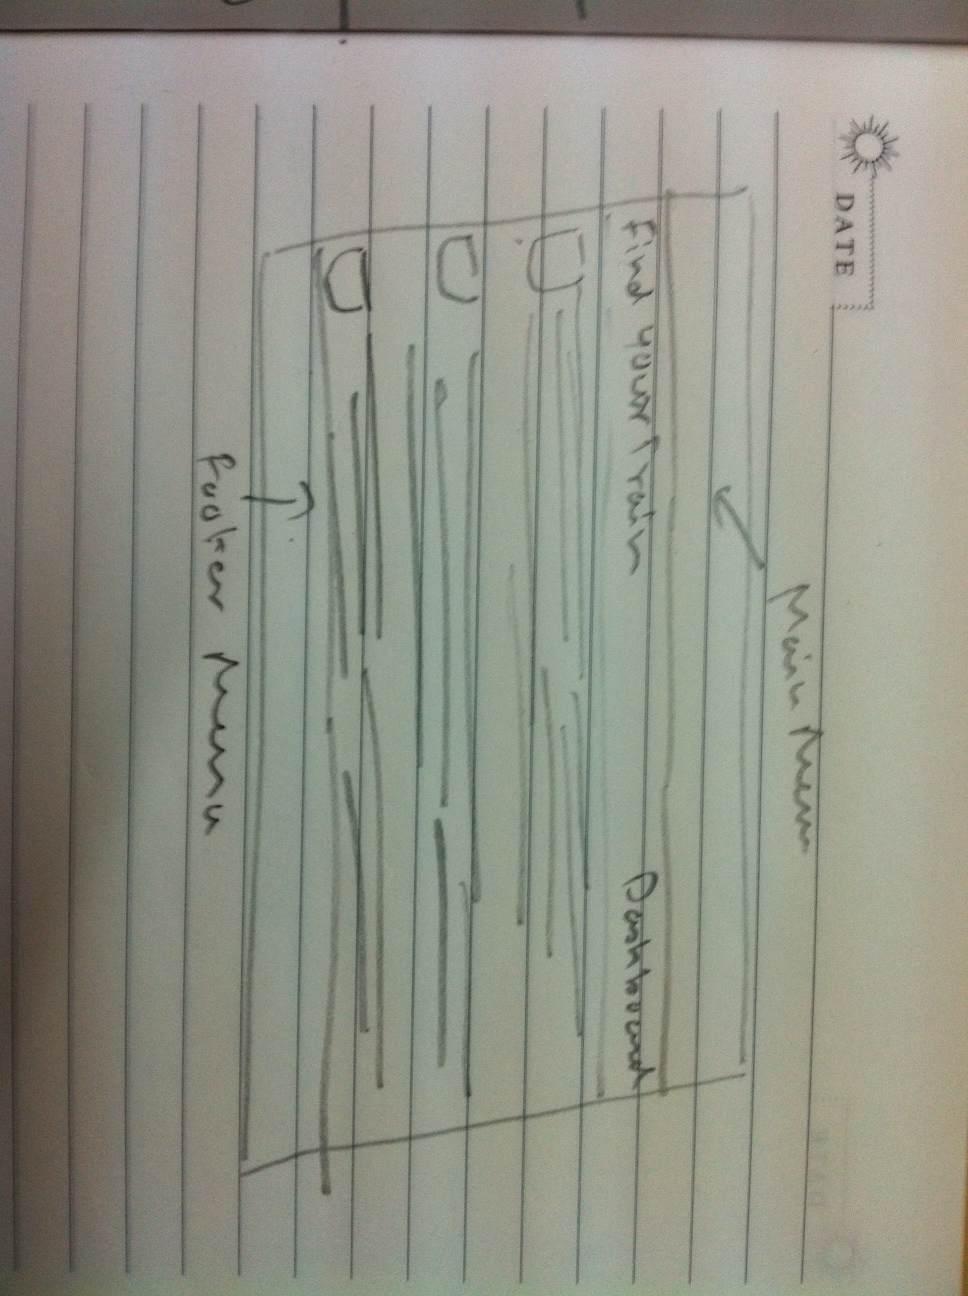 DATE
Main Menu
Find your Train Dashboard
Footer Menu